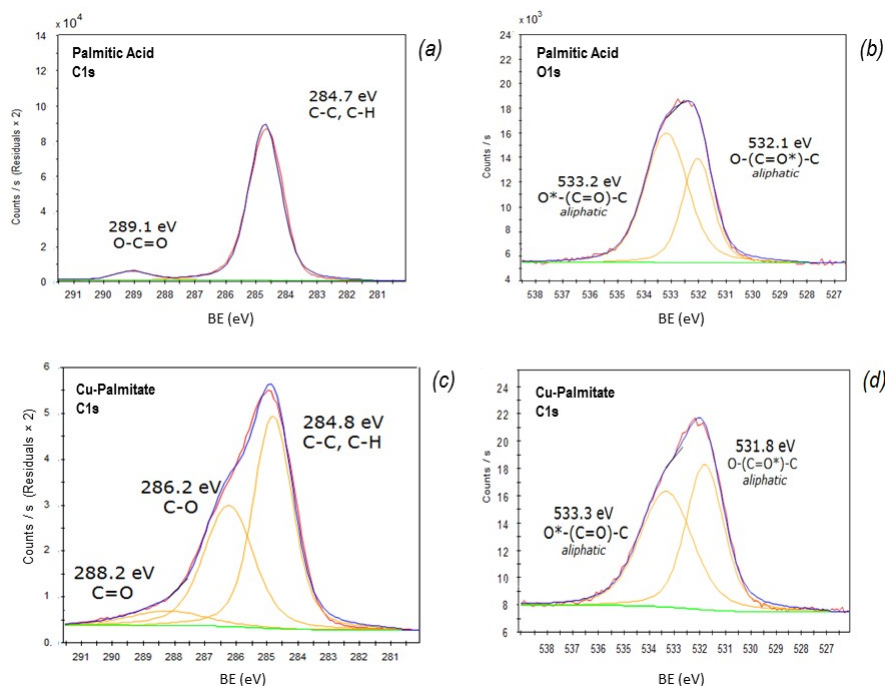 × 10⁴
Palmitic Acid
C1s
284.7 eV
C-C, C-H
289.1 eV
O-C=O
14
12
10
8
6
4
2
0
291 290 289 288 287 286 285 284 283 282 281
Counts / s (Residuals × 2)
BE (eV)
(a)
× 10³
Palmitic Acid
O1s
532.1 eV
O-(C=O*)-C
aliphatic
533.2 eV
O*-(C=O)-C
aliphatic
24
22
20
18
16
14
12
10
8
6
4
538 537 536 535 534 533 532 531 530 529 528 527
Counts / s
BE (eV)
(b)
Cu-Palmitate
C1s
284.8 eV
C-C, C-H
286.2 eV
C-O
288.2 eV
C=O
6
5
4
3
2
1
0.
291 290 289 288 287 286 285 284 283 282 281
Counts / s (Residuals × 2)
BE (eV)
(c)
Cu-Palmitate
C1s
531.8 eV
O-(C=O*)-C
aliphatic
533.3 eV
O*-(C=O)-C
aliphatic
22
20
18
16
14
12
10
8
6
538 537 536 535 534 533 532 531 530 529 528 527
Counts / s
BE (eV)
(d)